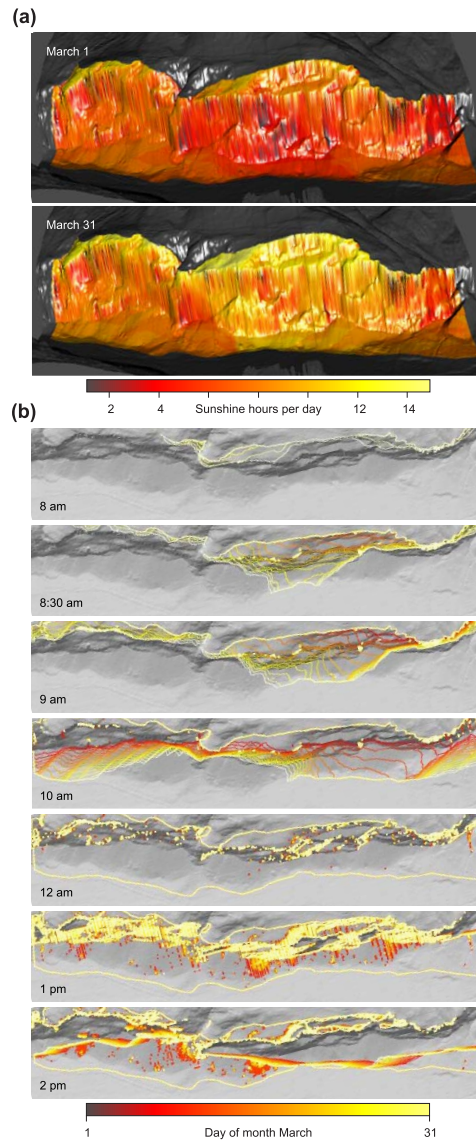 (a)
March 1
March 31
2 4 Sunshine hours per day 12 14
(b)
8 am
8:30 am
9 am
10 am
12 am
1 pm
2 pm
1 Day of month March 31